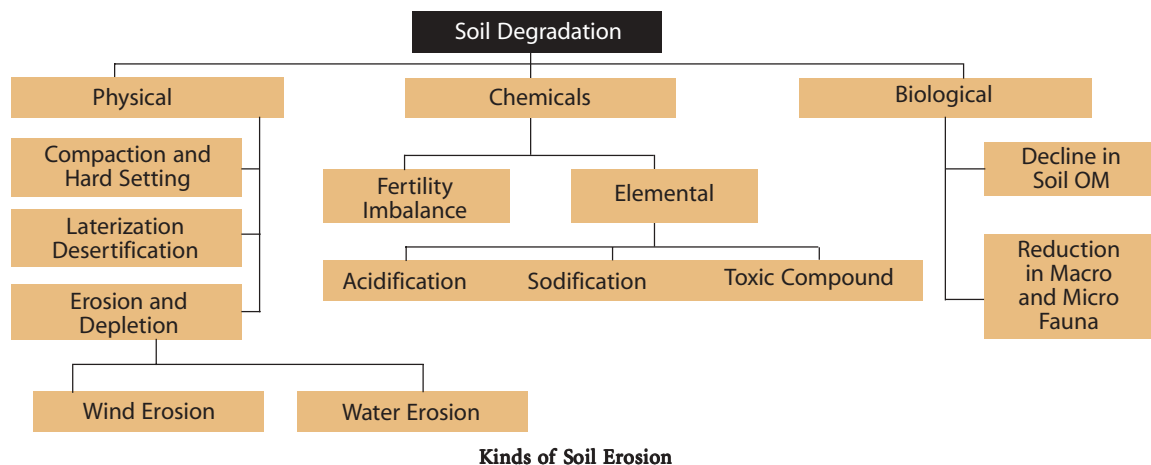 Soil Degradation
Physical
Chemicals
Biological
Compaction and
Hard Setting
Laterization
Desertification
Erosion and
Depletion
Wind Erosion
Water Erosion
Fertility
Imbalance
Elemental
Acidification
Sodification
Toxic Compound
Decline in
Soil OM
Reduction
in Macro
and Micro
Fauna
Kinds of Soil Erosion